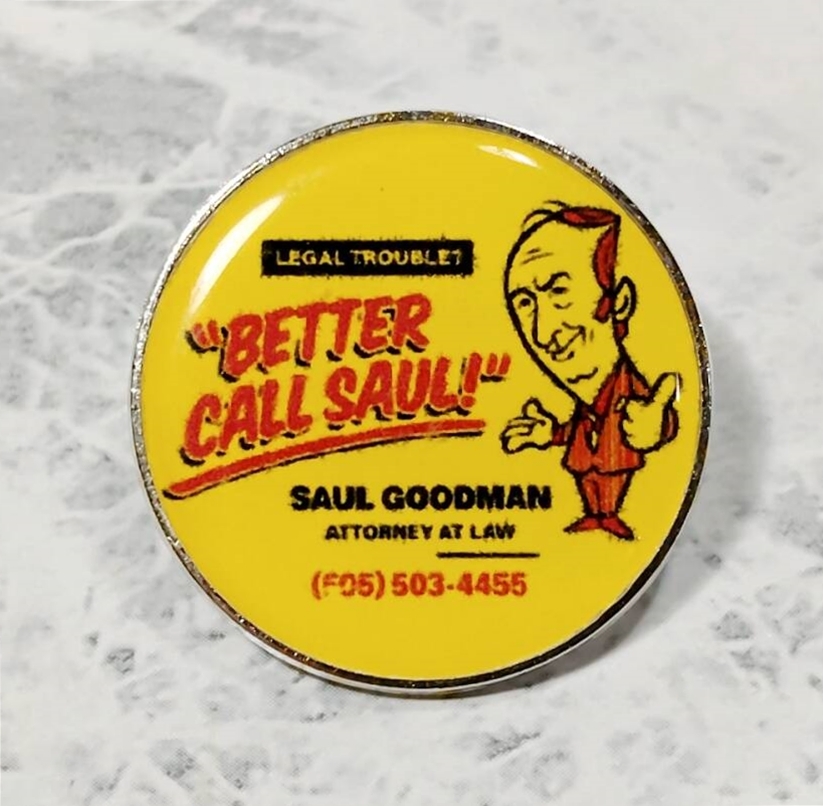 LEGAL TROUBLE?
"BETTER
CALL SAUL!"
SAUL GOODMAN
ATTORNEY AT LAW
(505) 503-4455